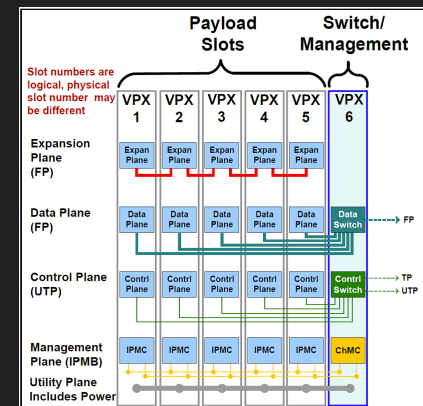 Payload
Slots
Switch/
Management
Slot numbers are
logical, physical
slot number may
be different
VPX
1
VPX
2
VPX
3
VPX
4
VPX
5
VPX
6
Expansion
Plane
(FP)
Expan
Plane
Expan
Plane
Expan
Plane
Expan
Plane
Expan
Plane
Data Plane
(FP)
Data
Plane
Data
Plane
Data
Plane
Data
Plane
Data
Plane
Data
Switch
FP
Control Plane
(UTP)
Contrl
Plane
Contrl
Plane
Contrl
Plane
Contrl
Plane
Contrl
Plane
Contrl
Switch
TP
UTP
Management
Plane (IPMB)
IPMC
IPMC
IPMC
IPMC
IPMC
ChMC
Utility Plane
Includes Power